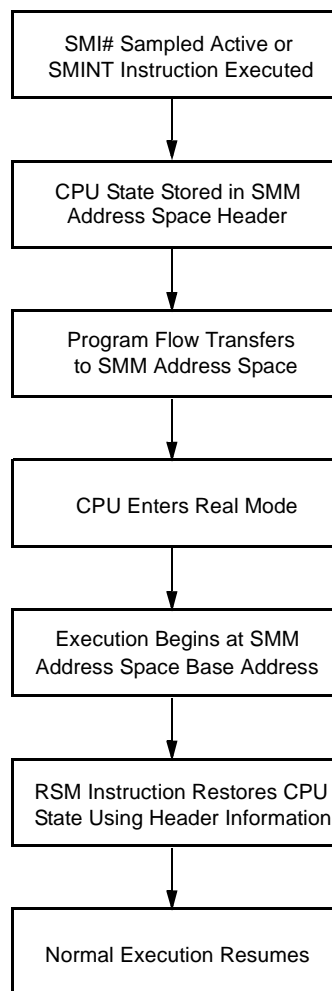 SMI# Sampled Active or
SMINT Instruction Executed
CPU State Stored in SMM
Address Space Header
Program Flow Transfers
to SMM Address Space
CPU Enters Real Mode
Execution Begins at SMM
Address Space Base Address
RSM Instruction Restores CPU
State Using Header Information
Normal Execution Resumes